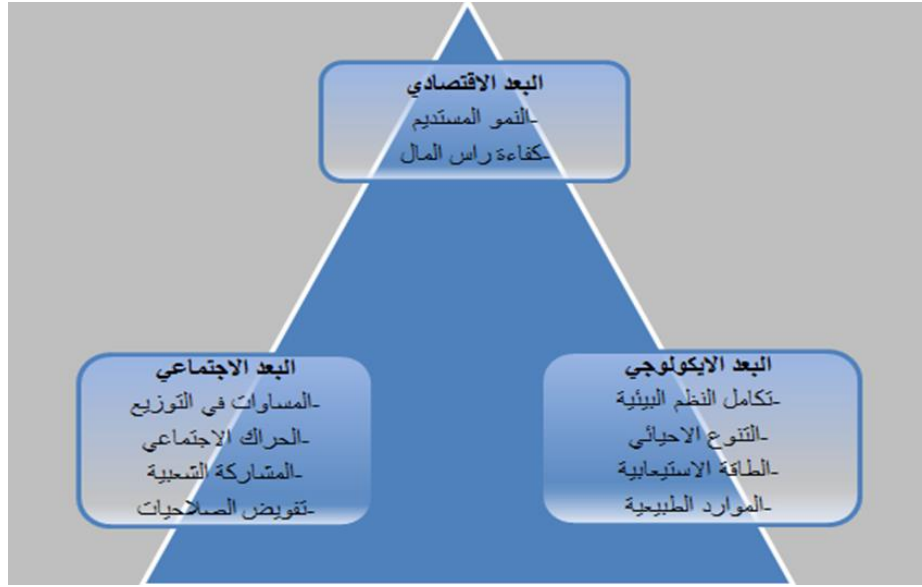 البعد الاقتصادي
-النمو المستديم
-كفاءة راس المال
البعد الايكولوجي
-تكامل النظم البيئية
-التنوع الاحيائي
-الطاقة الاستيعابية
-الموارد الطبيعية
البعد الاجتماعي
-المساوات في التوزيع
-الحراك الاجتماعي
-المشاركة الشعبية
-تفويض الصلاحيات